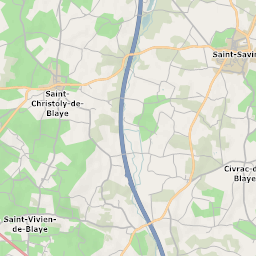 Saint-Savin
Saint-
Christoly-de-
Blaye
Civrac-de-
Blaye
Saint-Vivien-
de-Blaye